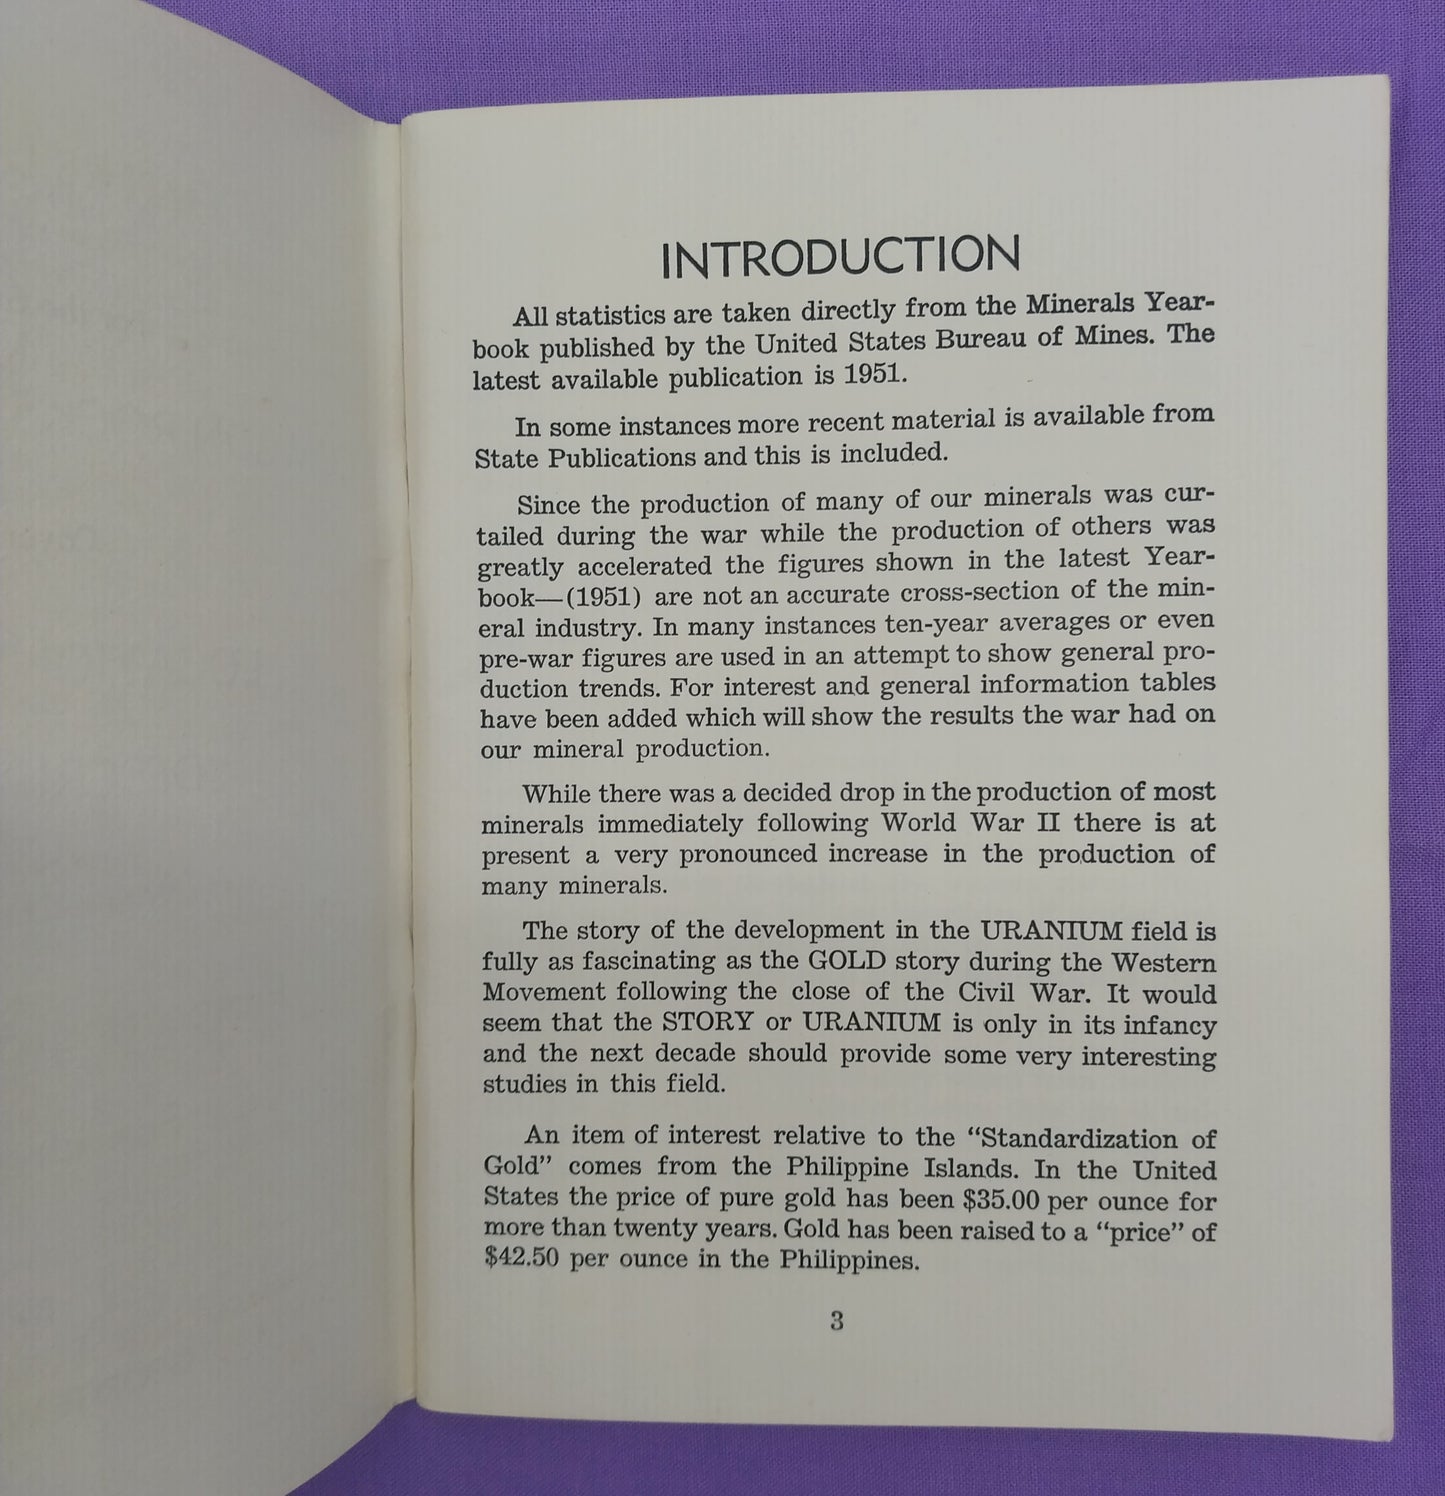 INTRODUCTION
All statistics are taken directly from the Minerals Year-
book published by the United States Bureau of Mines. The
latest available publication is 1951.
In some instances more recent material is available from
State Publications and this is included.
Since the production of many of our minerals was cur-
tailed during the war while the production of others was
greatly accelerated the figures shown in the latest Year-
book—(1951) are not an accurate cross-section of the min-
eral industry. In many instances ten-year averages or even
pre-war figures are used in an attempt to show general pro-
duction trends. For interest and general information tables
have been added which will show the results the war had on
our mineral production.
While there was a decided drop in the production of most
minerals immediately following World War II there is at
present a very pronounced increase in the production of
many minerals.
The story of the development in the URANIUM field is
fully as fascinating as the GOLD story during the Western
Movement following the close of the Civil War. It would
seem that the STORY or URANIUM is only in its infancy
and the next decade should provide some very interesting
studies in this field.
An item of interest relative to the “Standardization of
Gold” comes from the Philippine Islands. In the United
States the price of pure gold has been $35.00 per ounce for
more than twenty years. Gold has been raised to a “price” of
$42.50 per ounce in the Philippines.
3